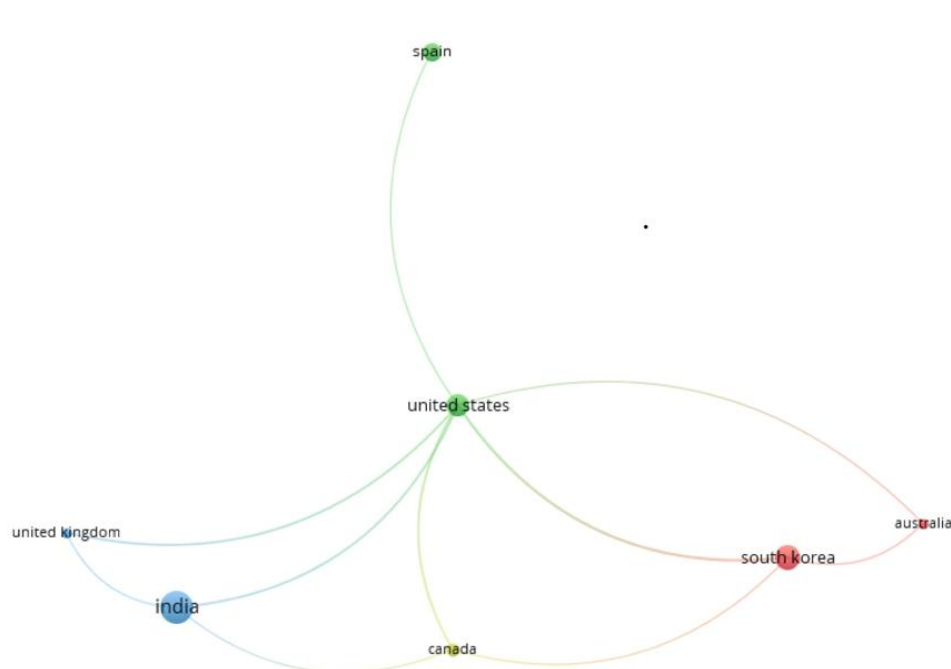 spain
united states
united kingdom
australia
south korea
india
canada